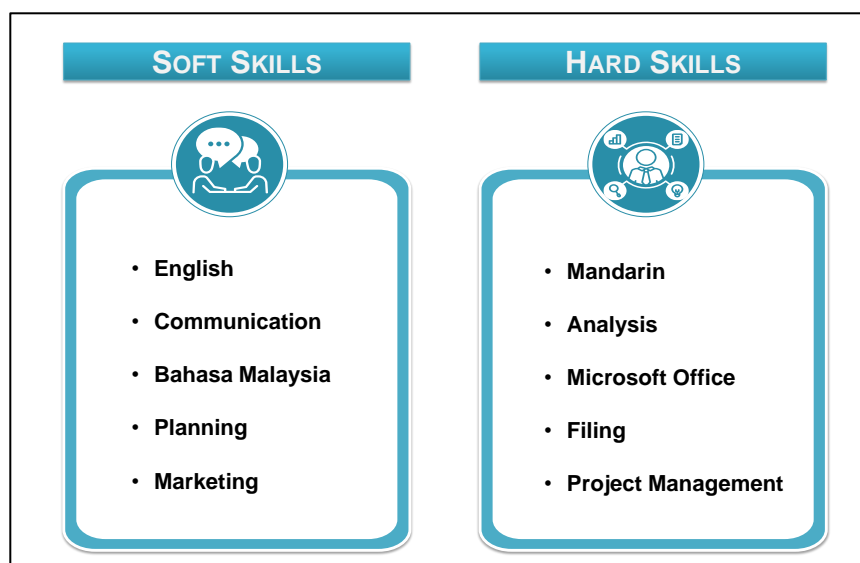 SOFT SKILLS
• English
• Communication
• Bahasa Malaysia
• Planning
• Marketing
HARD SKILLS
• Mandarin
• Analysis
• Microsoft Office
• Filing
• Project Management